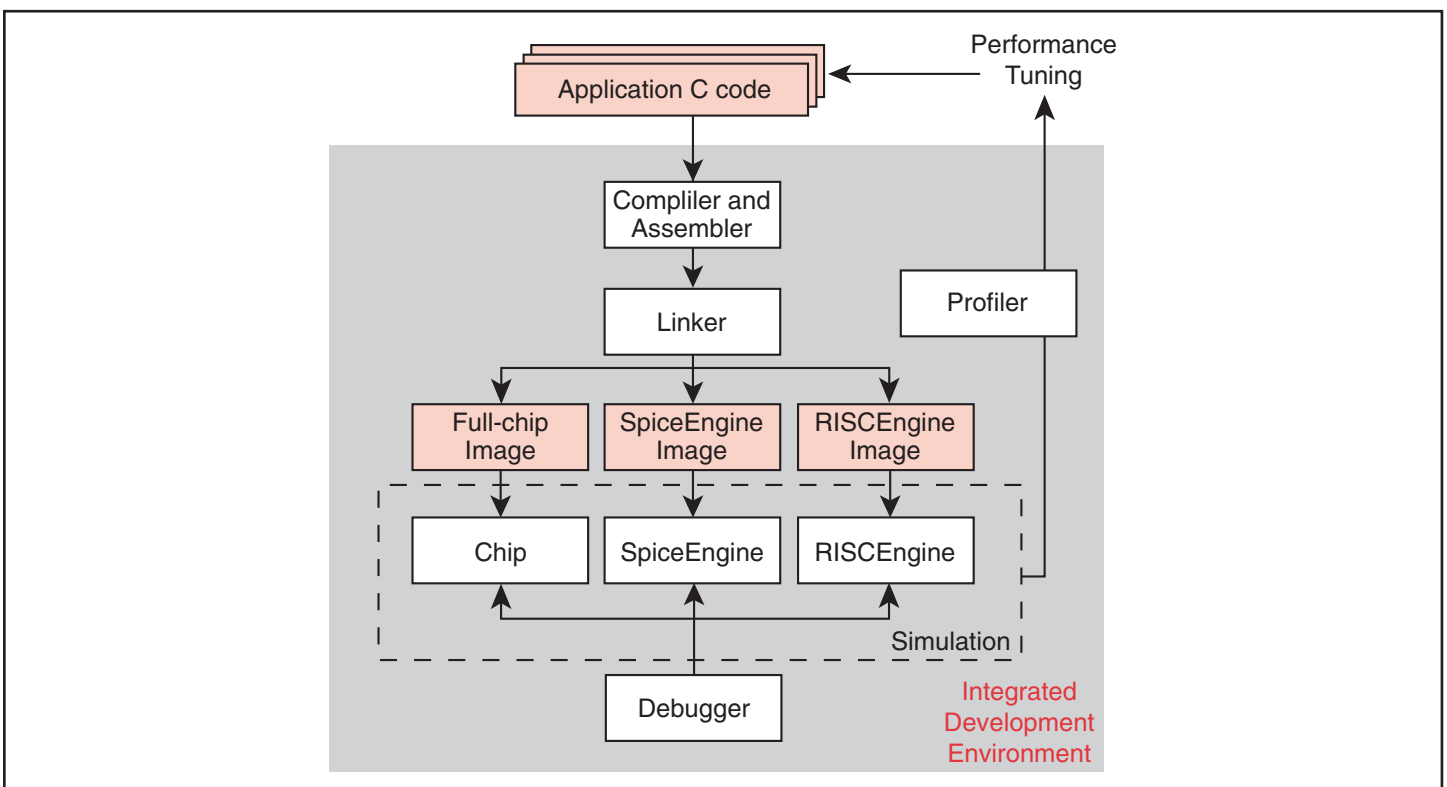 Performance
Tuning
Application C code
Compliler and
Assembler
Linker
Profiler
Full-chip
Image
SpiceEngine
Image
RISCEngine
Image
Chip
SpiceEngine
RISCEngine
Simulation
Debugger
Integrated
Development
Environment